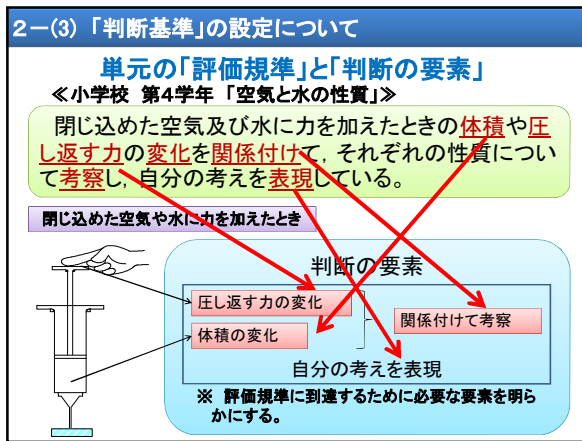 2－(3) 「判断基準」の設定について
単元の「評価規準」と「判断の要素」
≪小学校 第4学年 「空気と水の性質」≫
閉じ込めた空気及び水に力を加えたときの体積や圧
し返す力の変化を関係付けて，それぞれの性質につい
て考察し，自分の考えを表現している。
閉じ込めた空気や水に力を加えたとき
判断の要素
圧し返す力の変化
体積の変化
関係付けて考察
自分の考えを表現
※ 評価規準に到達するために必要な要素を明ら
かにする。